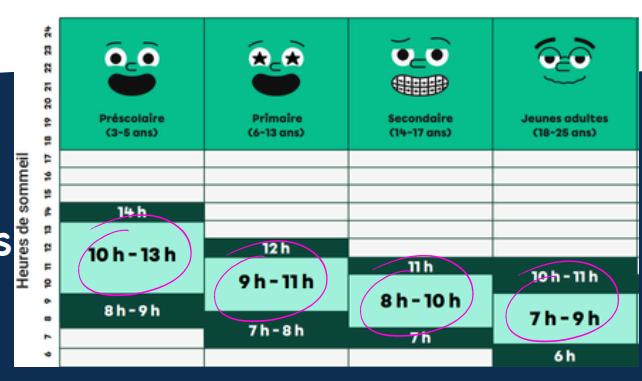 Heures de sommeil
24
23
22
21
20
19
18
17
16
15
14
13
12
11
10
9
8
7
6
Préscolaire
(3-5 ans)
14 h
10 h - 13 h
8 h - 9 h
Primaire
(6-13 ans)
12 h
9 h - 11 h
7 h - 8 h
Secondaire
(14-17 ans)
11 h
8 h - 10 h
7 h
Jeunes adultes
(18-25 ans)
10 h - 11 h
7 h - 9 h
6 h